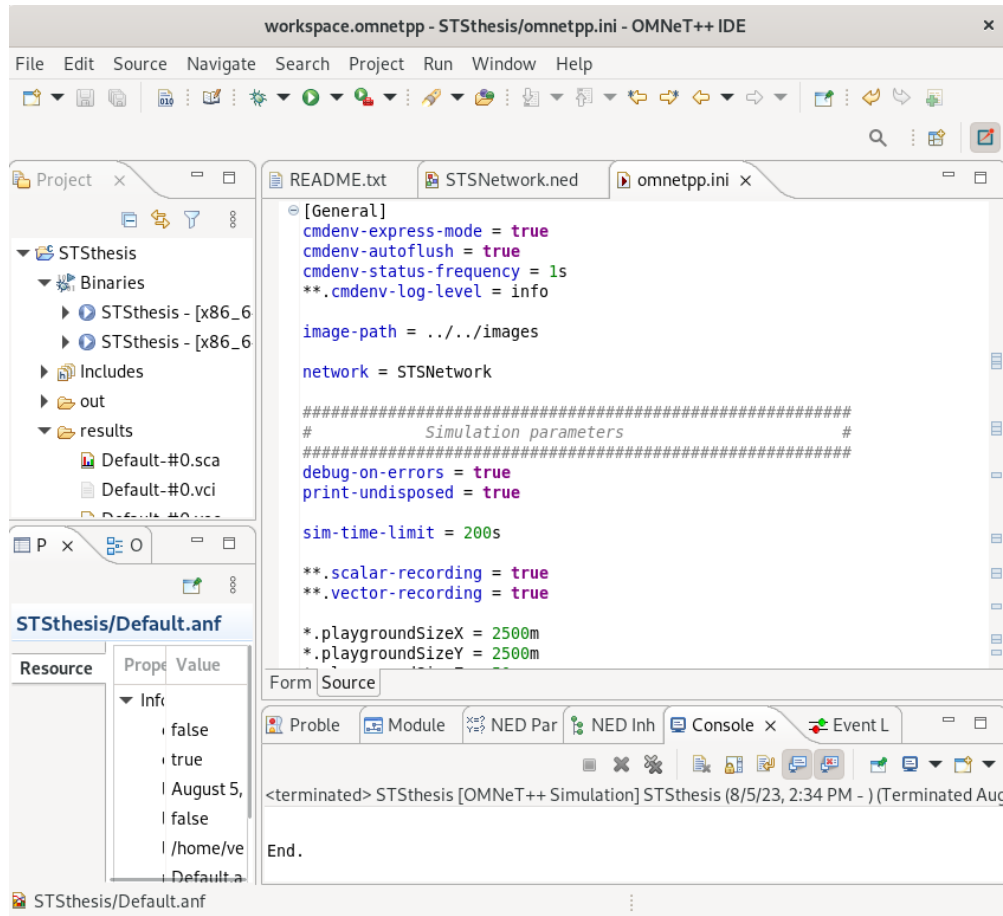 workspace.omnetpp - STSthesis/omnetpp.ini - OMNeT++ IDE
File Edit Source Navigate Search Project Run Window Help
Project
STSthesis
Binaries
STSthesis - [x86_6
STSthesis - [x86_6
Includes
out
results
Default-#0.sca
Default-#0.vci
P O
STSthesis/Default.anf
Resource
Prope Value
Info
false
true
August 5,
false
/home/ve
Default.a
README.txt STSNetwork.ned omnetpp.ini
[General]
cmdenv-express-mode = true
cmdenv-autoflush = true
cmdenv-status-frequency = 1s
**.cmdenv-log-level = info
image-path = ../../images
network = STSNetwork
##########################################################
# Simulation parameters #
##########################################################
debug-on-errors = true
print-undisposed = true
sim-time-limit = 200s
**.scalar-recording = true
**.vector-recording = true
*.playgroundSizeX = 2500m
*.playgroundSizeY = 2500m
Form Source
Proble Module NED Par NED Inh Console Event L
<terminated> STSthesis [OMNeT++ Simulation] STSthesis (8/5/23, 2:34 PM - ) (Terminated Aug
End.
STSthesis/Default.anf